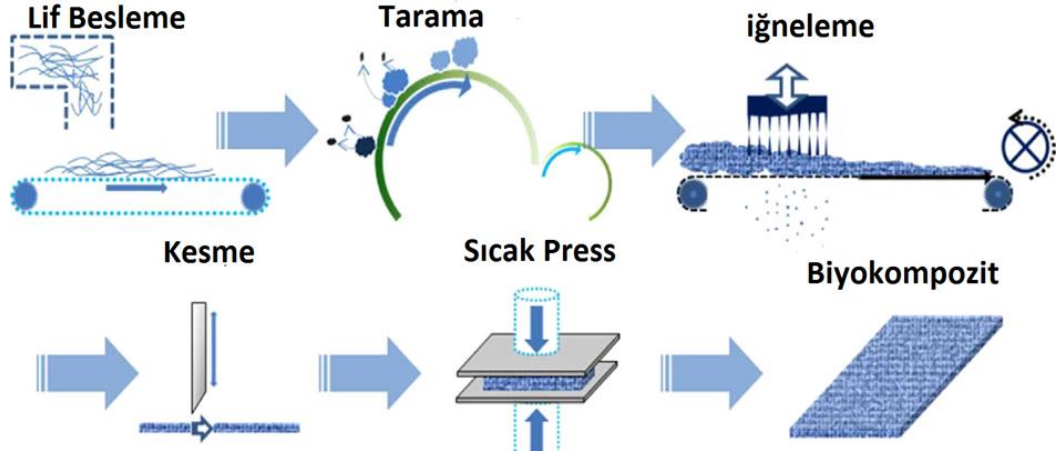 Lif Besleme
Tarama
iğneleme
Kesme
Sıcak Press
Biyokompozit